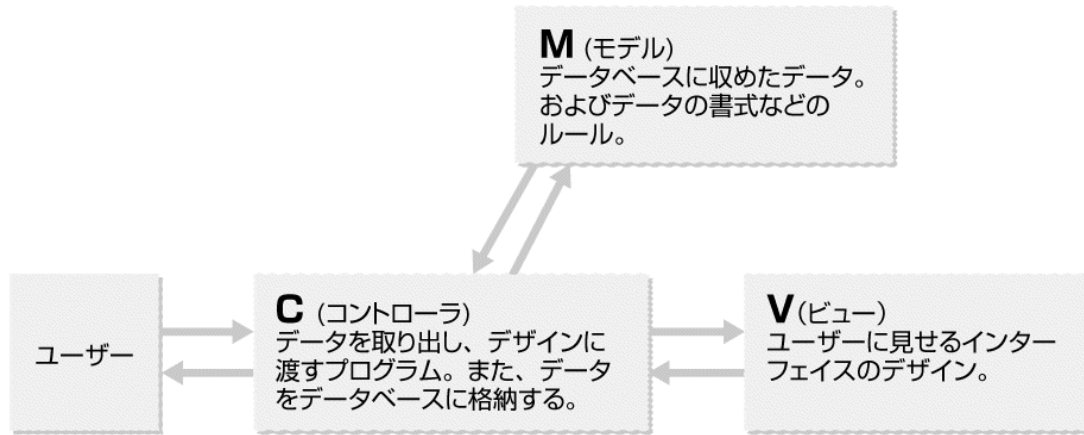 M (モデル)
データベースに収めたデータ。
およびデータの書式などの
ルール。
ユーザー
C (コントローラ)
データを取り出し、デザインに
渡すプログラム。また、データ
をデータベースに格納する。
V(ビュー)
ユーザーに見せるインター
フェイスのデザイン。